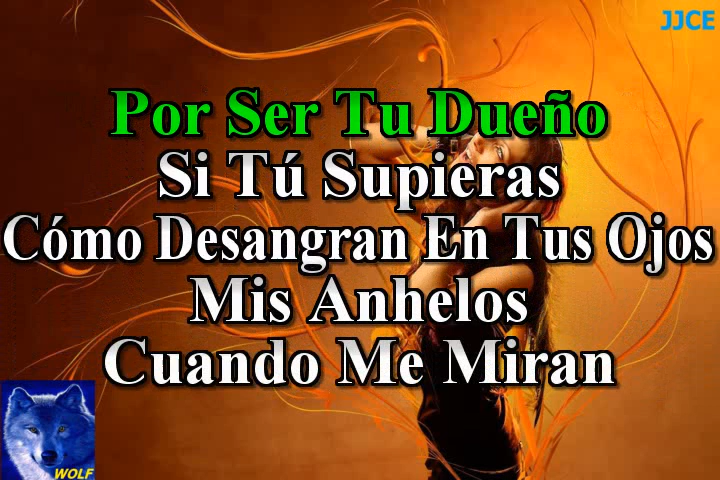 JJCE
Por Ser Tu Dueño
Si Tú Supieras
Cómo Desangran En Tus Ojos
Mis Anhelos
Cuando Me Miran
WOLF